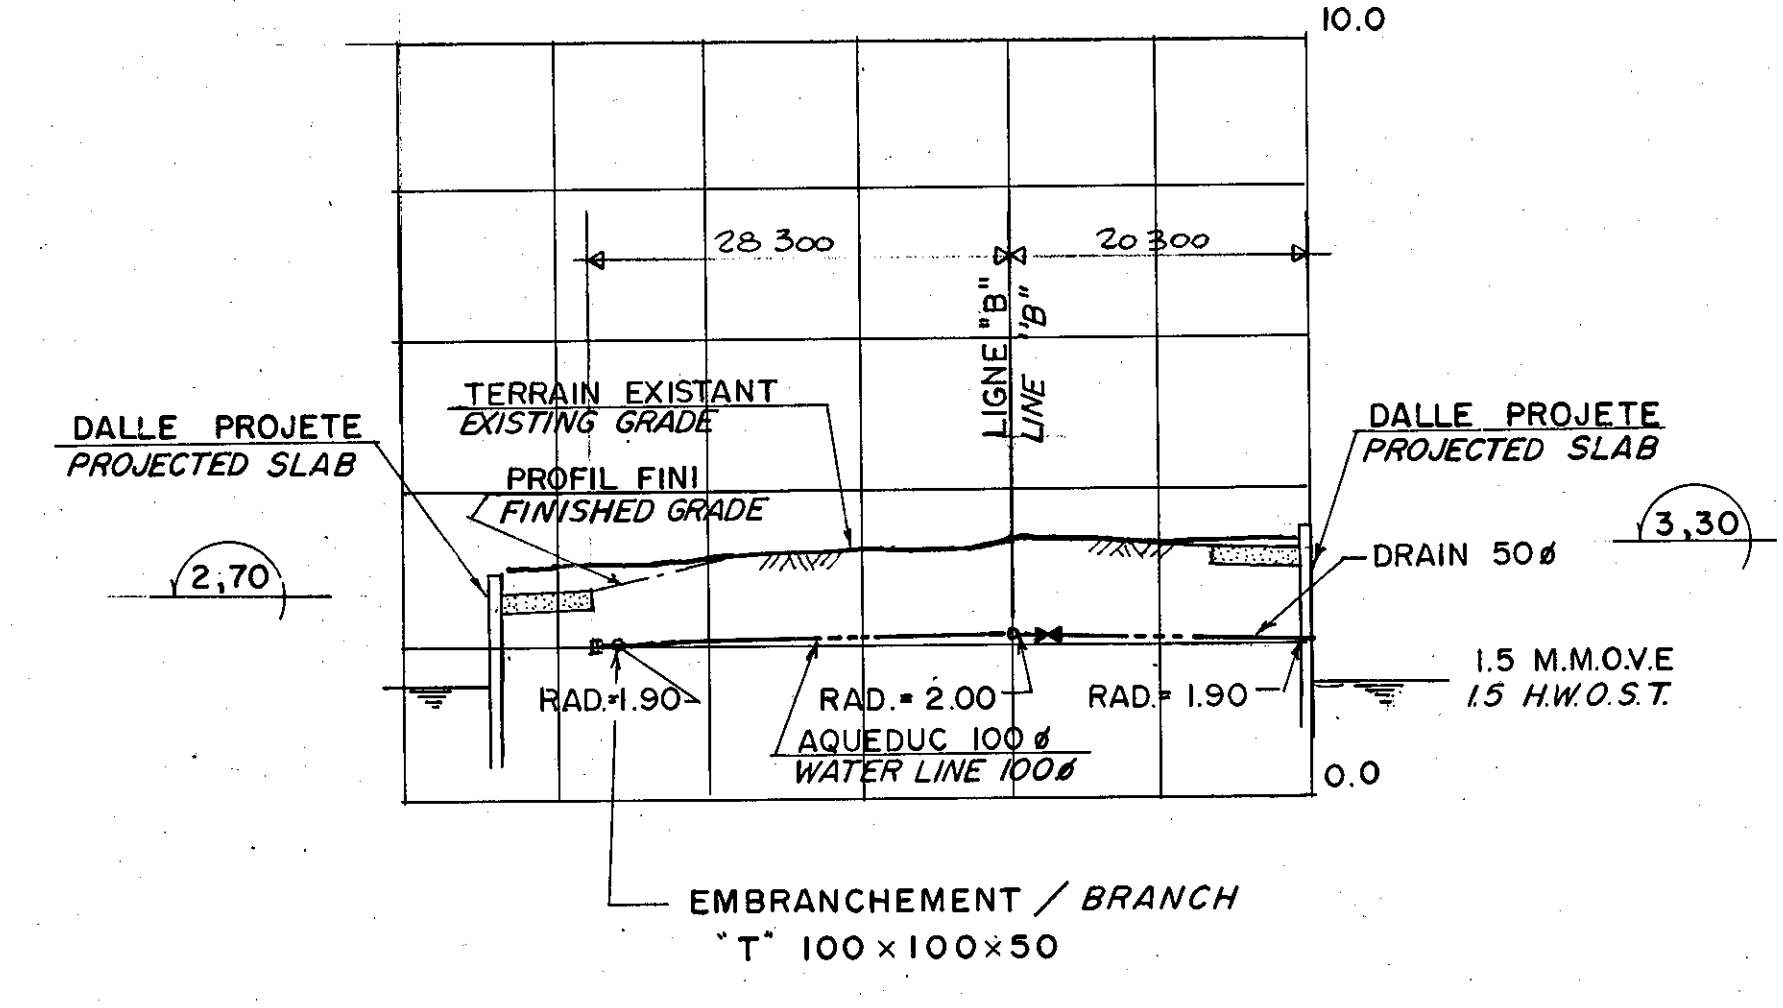 10.0
28 300
20 300
LIGNE "B"
LINE "B"
TERRAIN EXISTANT
EXISTING GRADE
DALLE PROJETE
PROJECTED SLAB
DALLE PROJETE
PROJECTED SLAB
PROFIL FINI
FINISHED GRADE
2,70
3,30
DRAIN 50ø
1.5 M.M.O.V.E
1.5 H.W.O.S.T.
RAD.=1.90
RAD.= 2.00
RAD.= 1.90
AQUEDUC 100 ø
WATER LINE 100ø
0.0
EMBRANCHEMENT / BRANCH
"T" 100 x 100 x 50